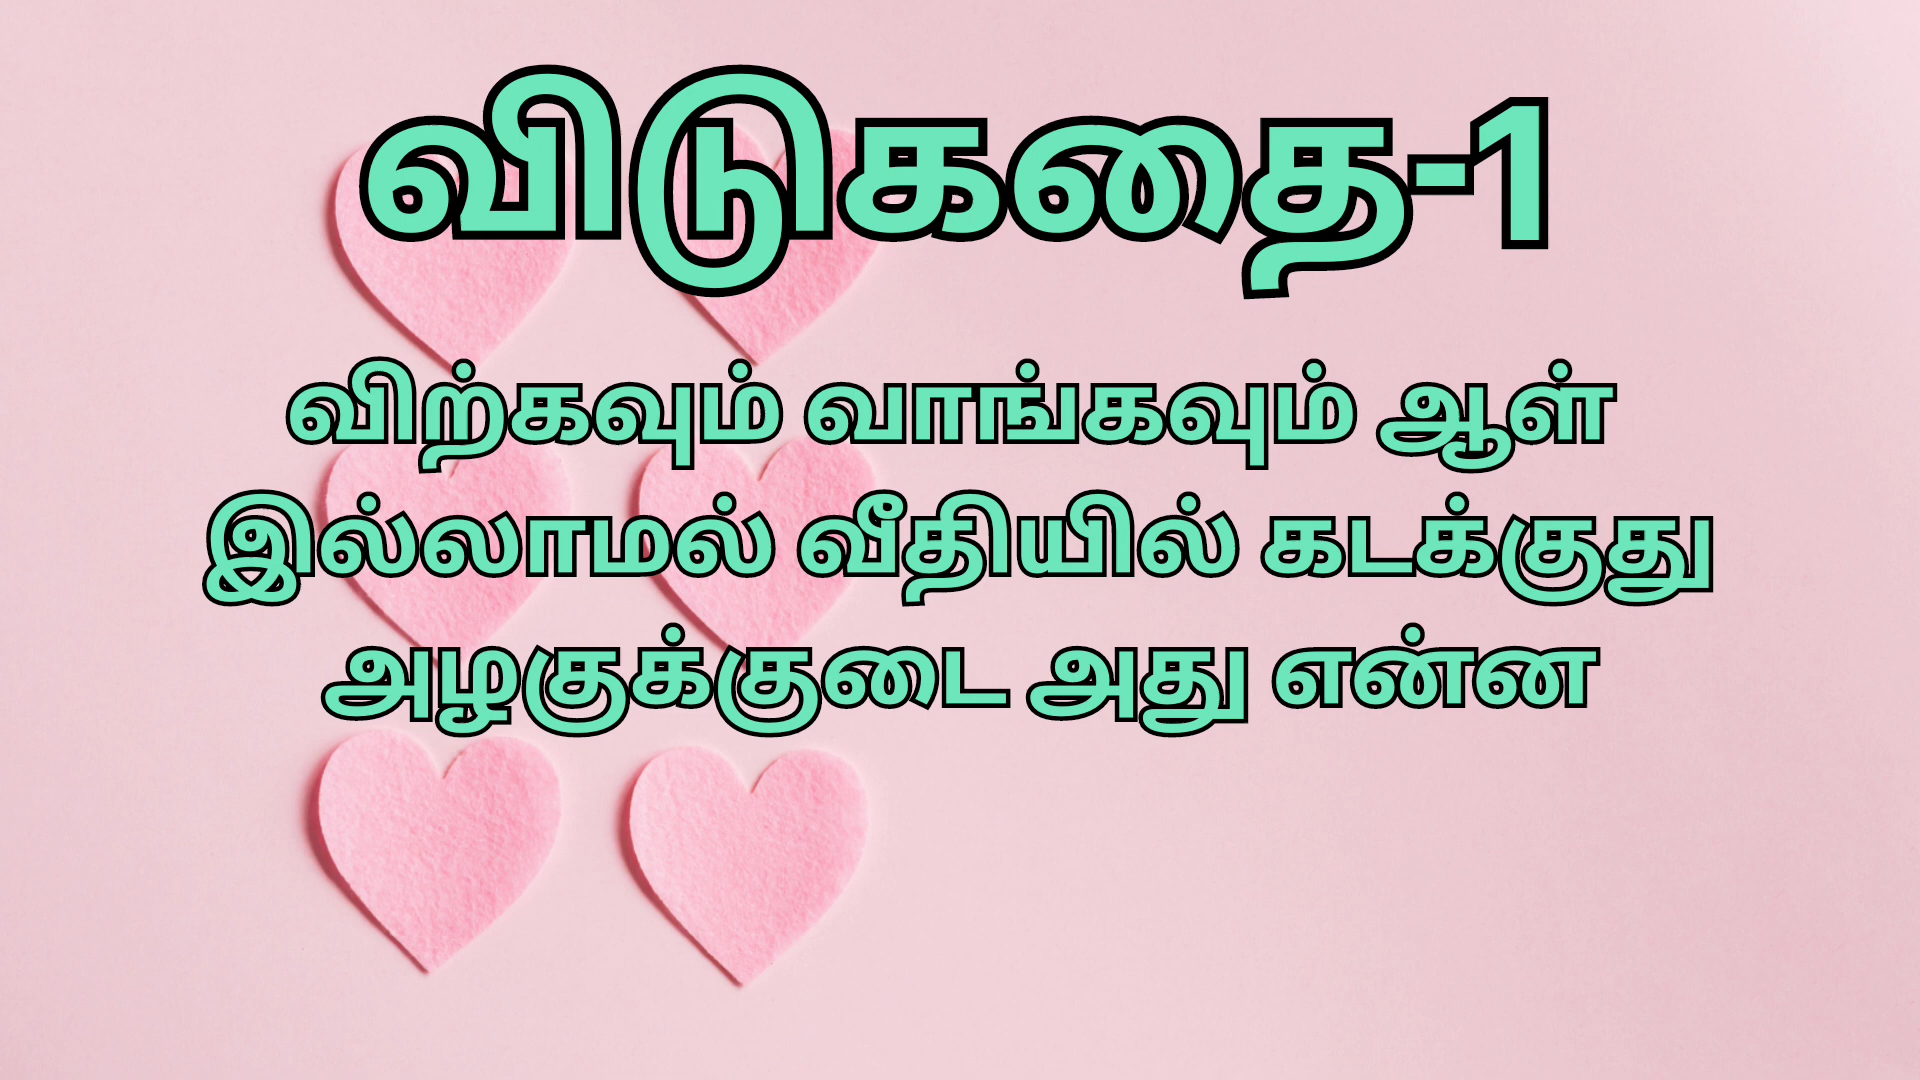 விடுகதை-1
விற்கவும் வாங்கவும் ஆள்
இல்லாமல் வீதியில் கடக்குது
அழகுக்குடை அது என்ன